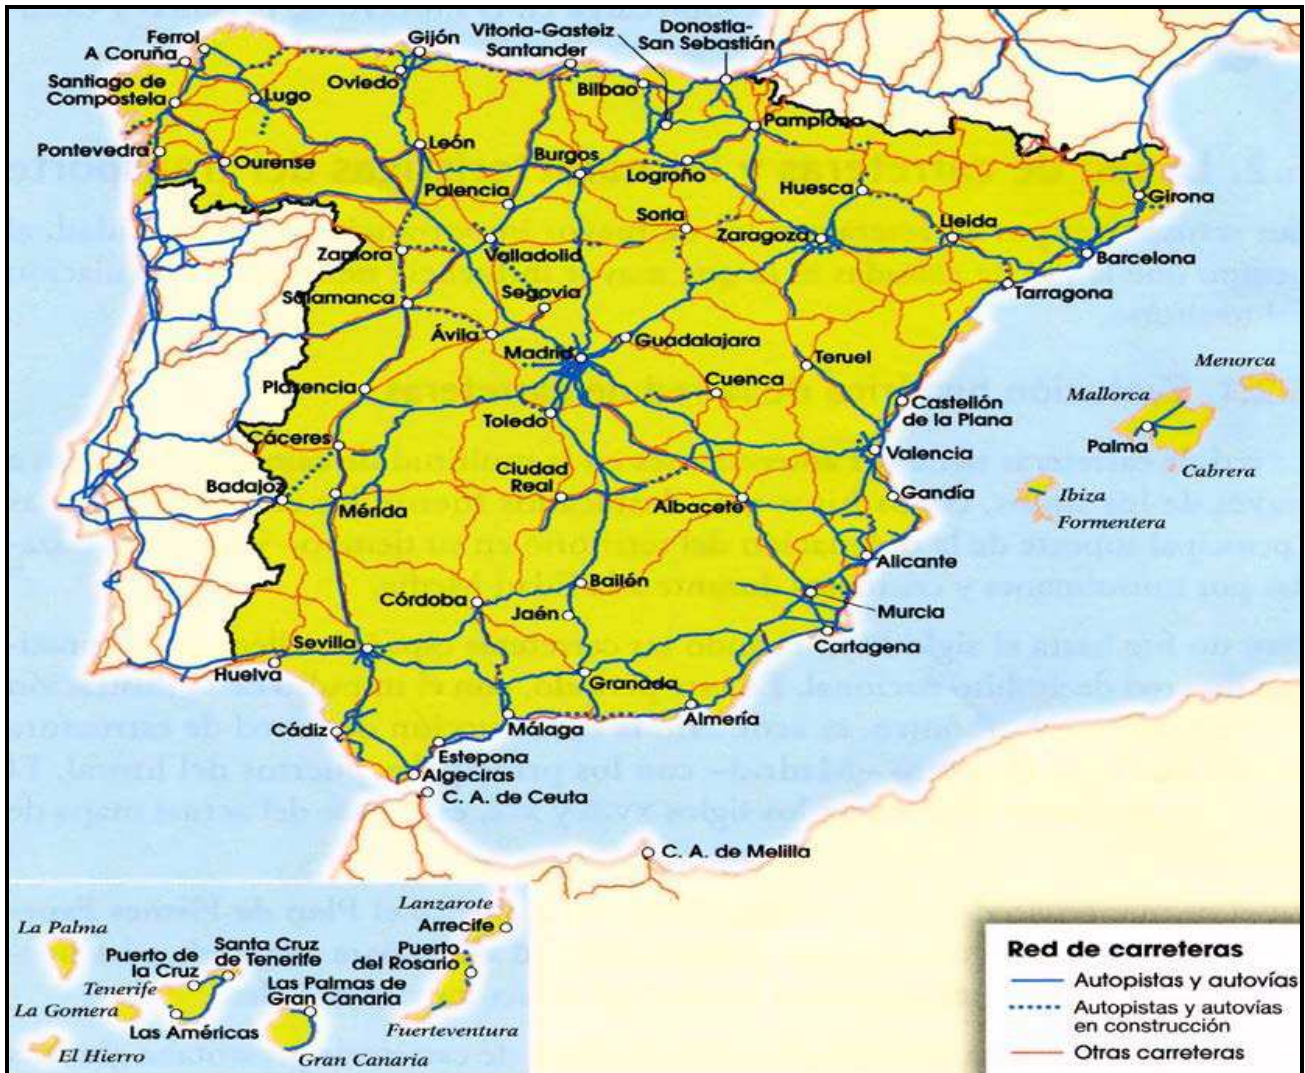 Ferrol
A Coruña
Santiago de
Compostela
Pontevedra
Lugo
Ourense
Gijón
Oviedo
León
Vitoria-Gasteiz
Santander
Donostia-
San Sebastián
Bilbao
Pamplona
Burgos
Logroño
Palencia
Huesca
Girona
Soria
Lleida
Zaragoza
Barcelona
Zamora
Valladolid
Tarragona
Salamanca
Segovia
Ávila
Guadalajara
Madrid
Teruel
Plasencia
Cuenca
Toledo
Castellón
de la Plana
Menorca
Mallorca
Palma
Cabrera
Cáceres
Valencia
Ciudad
Real
Badajoz
Mérida
Albacete
Gandía
Ibiza
Formentera
Alicante
Bailén
Córdoba
Jaén
Murcia
Cartagena
Sevilla
Huelva
Granada
Almería
Cádiz
Málaga
Estepona
Algeciras
C. A. de Ceuta
C. A. de Melilla
La Palma
Puerto de
la Cruz
Santa Cruz
de Tenerife
Tenerife
La Gomera
Las Américas
El Hierro
Las Palmas de
Gran Canaria
Gran Canaria
Lanzarote
Arrecife
Puerto
del Rosario
Fuerteventura
Red de carreteras
Autopistas y autovías
Autopistas y autovías
en construcción
Otras carreteras